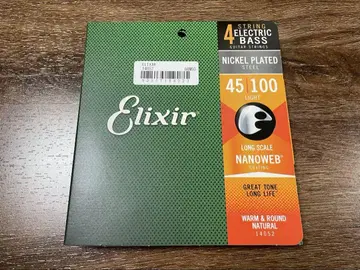 4 STRING
ELECTRIC
BASS
GUITAR STRINGS
NICKEL PLATED
STEEL
45|100
LIGHT
Elixir
LONG SCALE
NANOWEB®
COATING
GREAT TONE
LONG LIFE
WARM & ROUND
NATURAL
14052